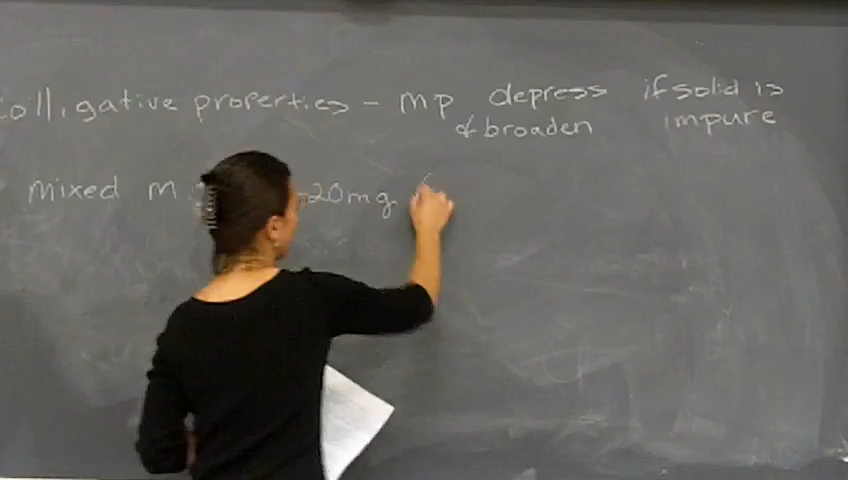 Colligative properties - mp depress if solid is
& broaden impure
mixed m 20mg